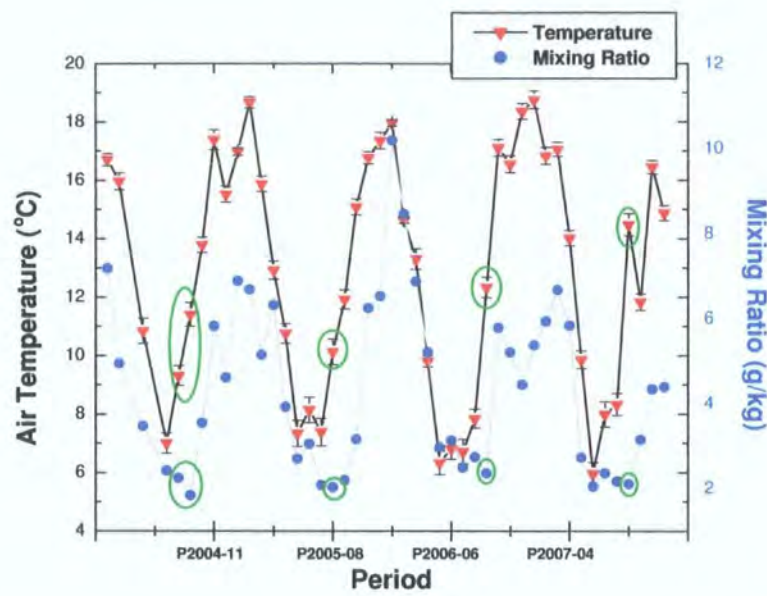 Temperature
Mixing Ratio
20
18
16
14
12
10
8
6
4
12
10
8
6
4
2
Air Temperature (°C)
Mixing Ratio (g/kg)
P2004-11
P2005-08
P2006-06
P2007-04
Period